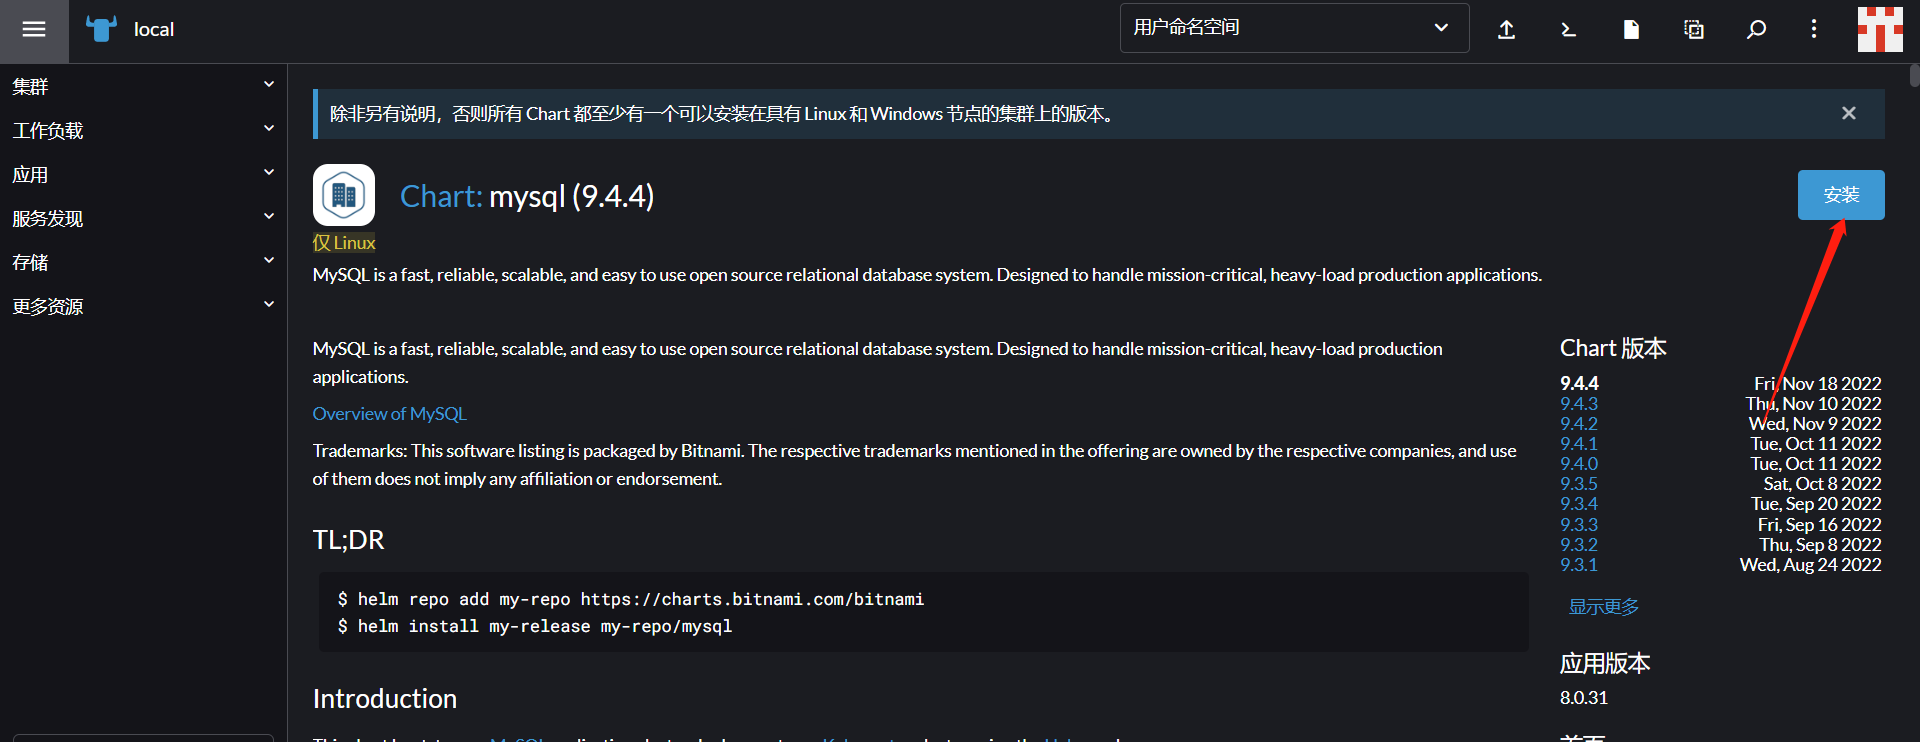 local
用户命名空间
集群
工作负载
应用
服务发现
存储
更多资源
除非另有说明，否则所有 Chart 都至少有一个可以安装在具有 Linux 和 Windows 节点的集群上的版本。
Chart: mysql (9.4.4)
安装
仅 Linux
MySQL is a fast, reliable, scalable, and easy to use open source relational database system. Designed to handle mission-critical, heavy-load production applications.
MySQL is a fast, reliable, scalable, and easy to use open source relational database system. Designed to handle mission-critical, heavy-load production
applications.
Overview of MySQL
Trademarks: This software listing is packaged by Bitnami. The respective trademarks mentioned in the offering are owned by the respective companies, and use
of them does not imply any affiliation or endorsement.
TL;DR
$ helm repo add my-repo https://charts.bitnami.com/bitnami
$ helm install my-release my-repo/mysql
Introduction
Chart 版本
9.4.4 Fri, Nov 18 2022
9.4.3 Thu, Nov 10 2022
9.4.2 Wed, Nov 9 2022
9.4.1 Tue, Oct 11 2022
9.4.0 Tue, Oct 11 2022
9.3.5 Sat, Oct 8 2022
9.3.4 Tue, Sep 20 2022
9.3.3 Fri, Sep 16 2022
9.3.2 Thu, Sep 8 2022
9.3.1 Wed, Aug 24 2022
显示更多
应用版本
8.0.31